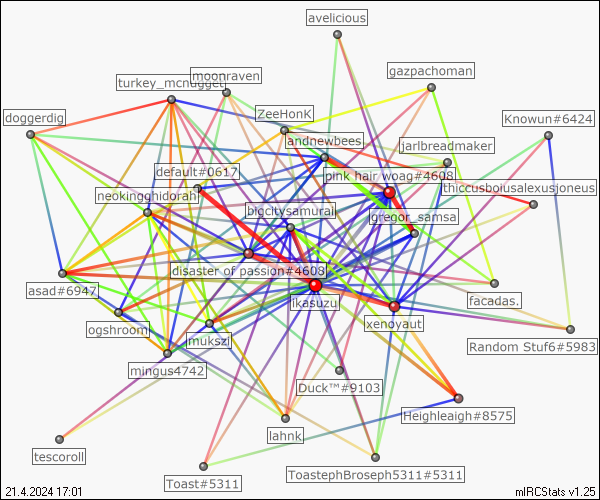 avelicious
moonraven
gazpachoman
turkey_mcnugget
ZeeHonK
doggerdig
Knowun#6424
andnewbees
jarlbreadmaker
default#0617
pink hair woag#4608
thiccusboiusalexusjoneus
neokingghidorah
bigcitysamurai
gregor_samsa
disaster of passion#4608
asad#6947
ikasuzu
facadas.
ogshroom
xenoyaut
jmukszi
Random Stuf6#5983
mingus4742
Duck™#9103
Heighleaigh#8575
lahnk
tescoroll
Toast#5311
ToastephBroseph5311#5311
21.4.2024 17:01
mIRCStats v1.25